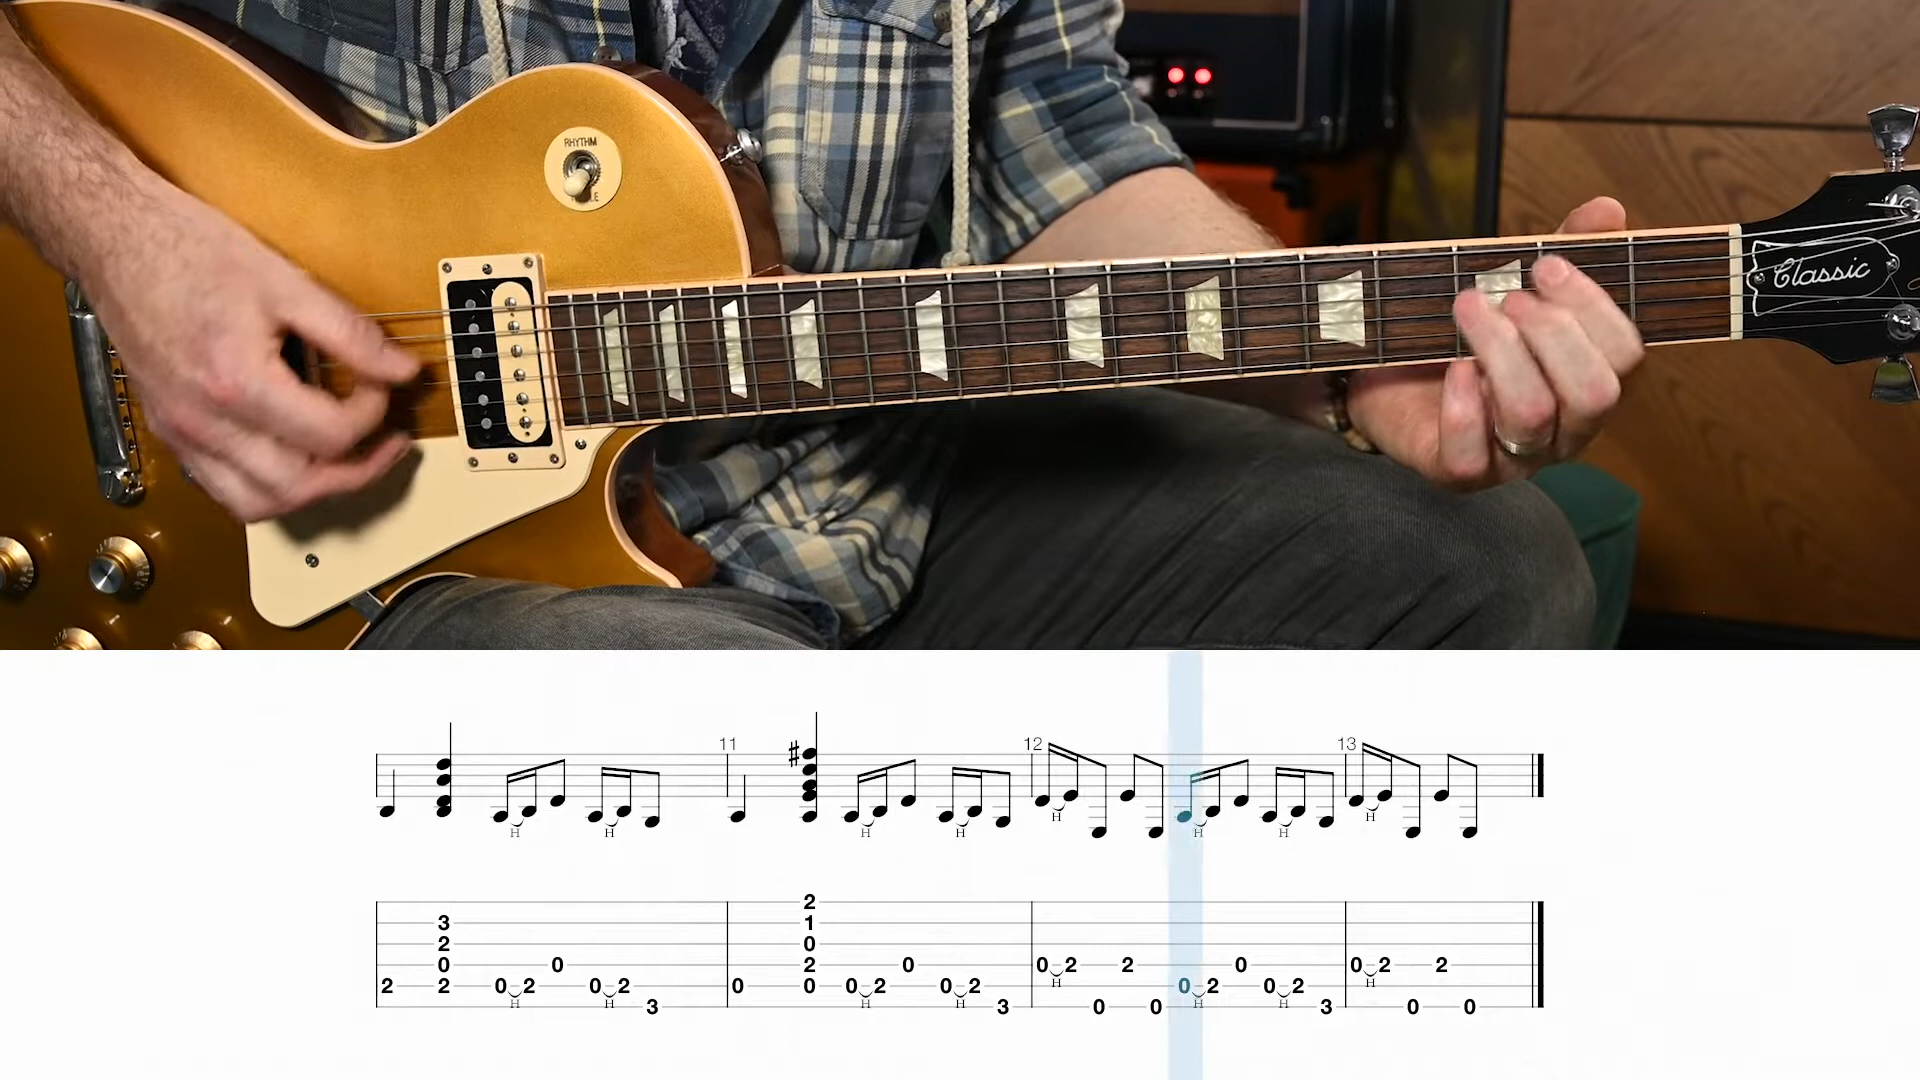 RHYTHM
Classic
11 12 13
H H
H H H H H H
2
3 1
2 0
0 0 2 0 0 2 2 0 0 2 2
H H
2 2 0 2 0 2 0 0 0 2 0 2 0 2 0 2
H H H H H H
3 3 0 0 3 0 0